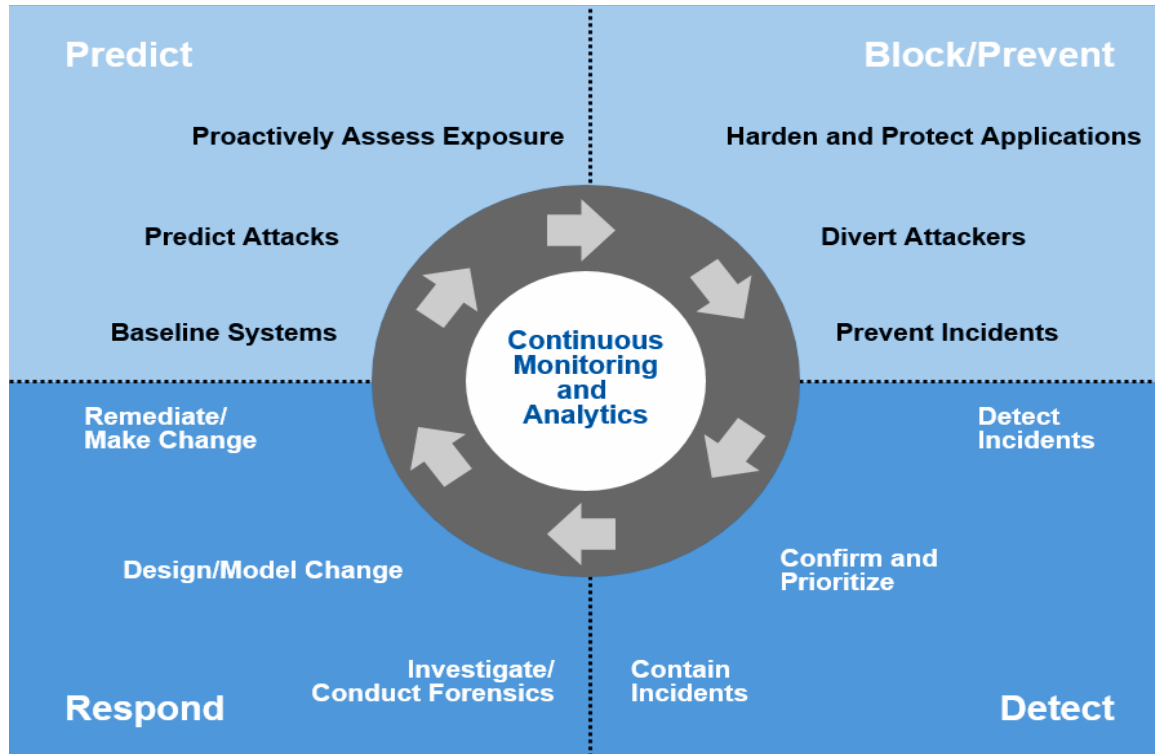 Predict
Block/Prevent
Proactively Assess Exposure
Harden and Protect Applications
Predict Attacks
Divert Attackers
Baseline Systems
Prevent Incidents
Continuous
Monitoring
and
Analytics
Remediate/
Make Change
Detect
Incidents
Design/Model Change
Confirm and
Prioritize
Investigate/
Conduct Forensics
Contain
Incidents
Respond
Detect